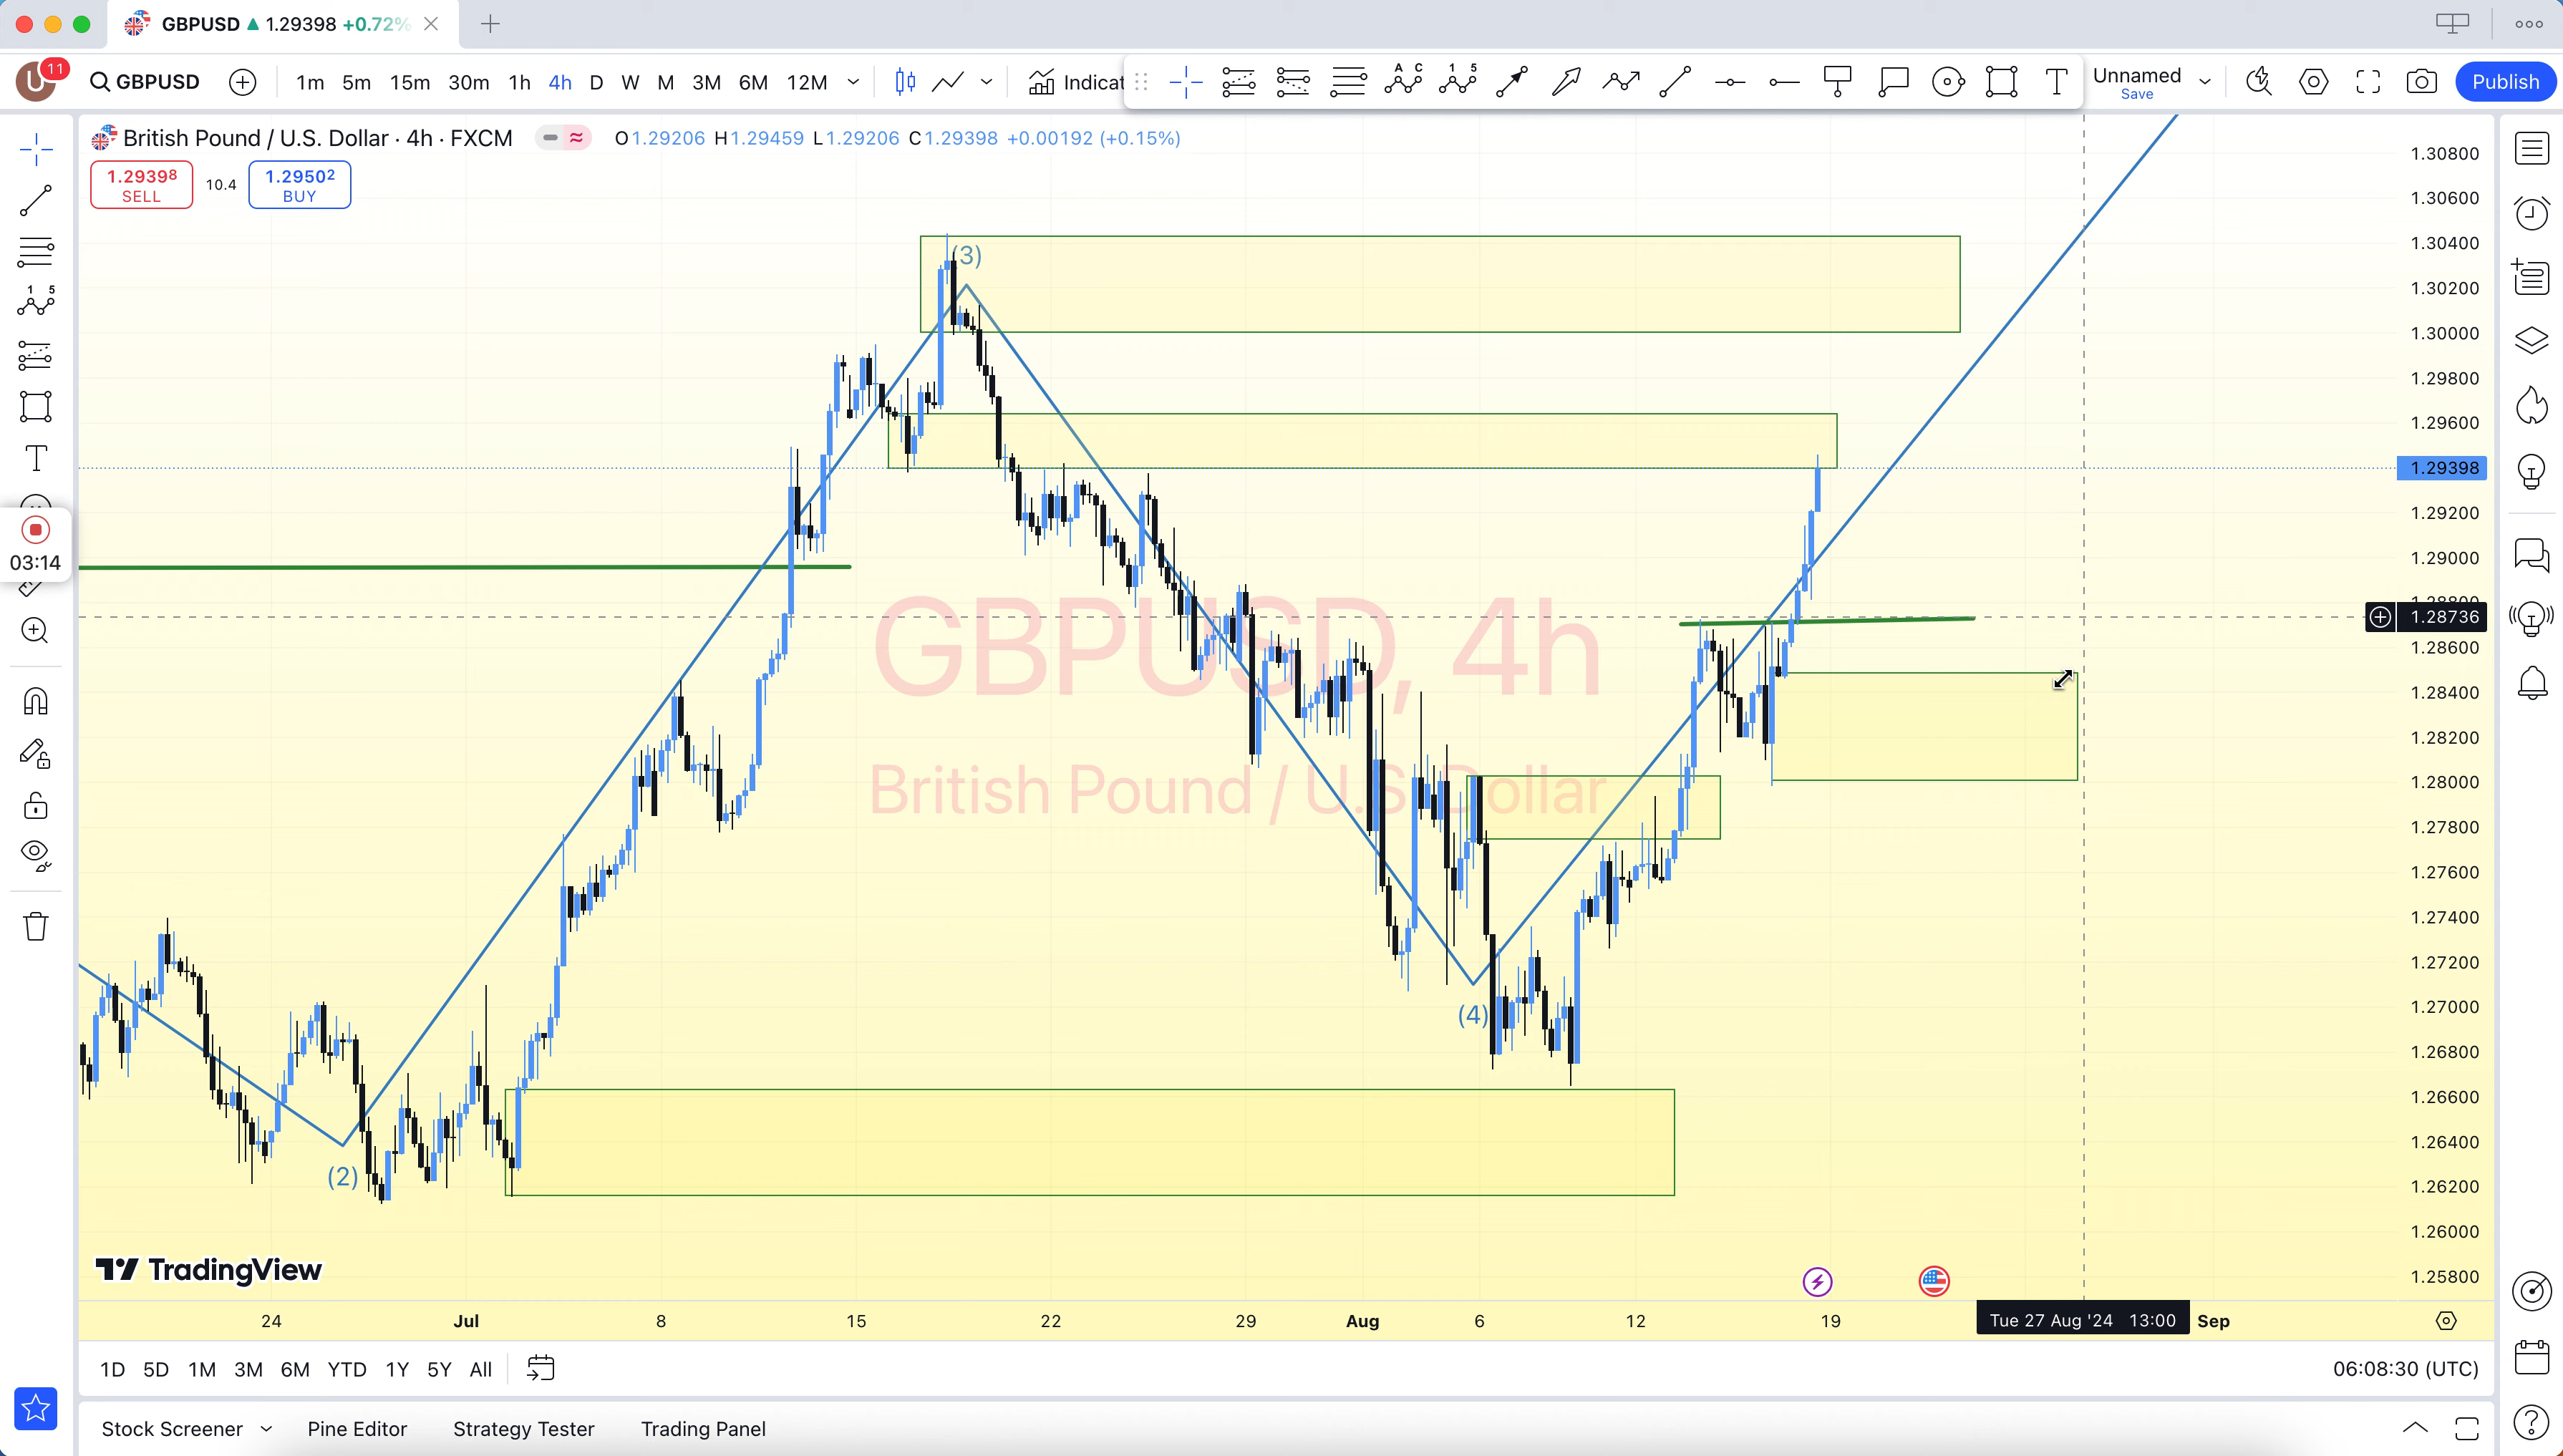 GBPUSD ▲ 1.29398 +0.72%
U 11 GBPUSD 1m 5m 15m 30m 1h 4h D W M 3M 6M 12M Indicat A C 1 5 T Unnamed
Save
Publish
British Pound / U.S. Dollar · 4h · FXCM O1.29206 H1.29459 L1.29206 C1.29398 +0.00192 (+0.15%)
1.29398
SELL
10.4
1.29502
BUY
1 5
T
03:14
GBPUSD, 4h
British Pound / U.S. Dollar
(2)
(3)
(4)
1.30800
1.30600
1.30400
1.30200
1.30000
1.29800
1.29600
1.29398
1.29200
1.29000
1.28800
1.28736
1.28600
1.28400
1.28200
1.28000
1.27800
1.27600
1.27400
1.27200
1.27000
1.26800
1.26600
1.26400
1.26200
1.26000
1.25800
TradingView
24 Jul 8 15 22 29 Aug 6 12 19 Tue 27 Aug '24 13:00 Sep
1D 5D 1M 3M 6M YTD 1Y 5Y All 06:08:30 (UTC)
Stock Screener Pine Editor Strategy Tester Trading Panel